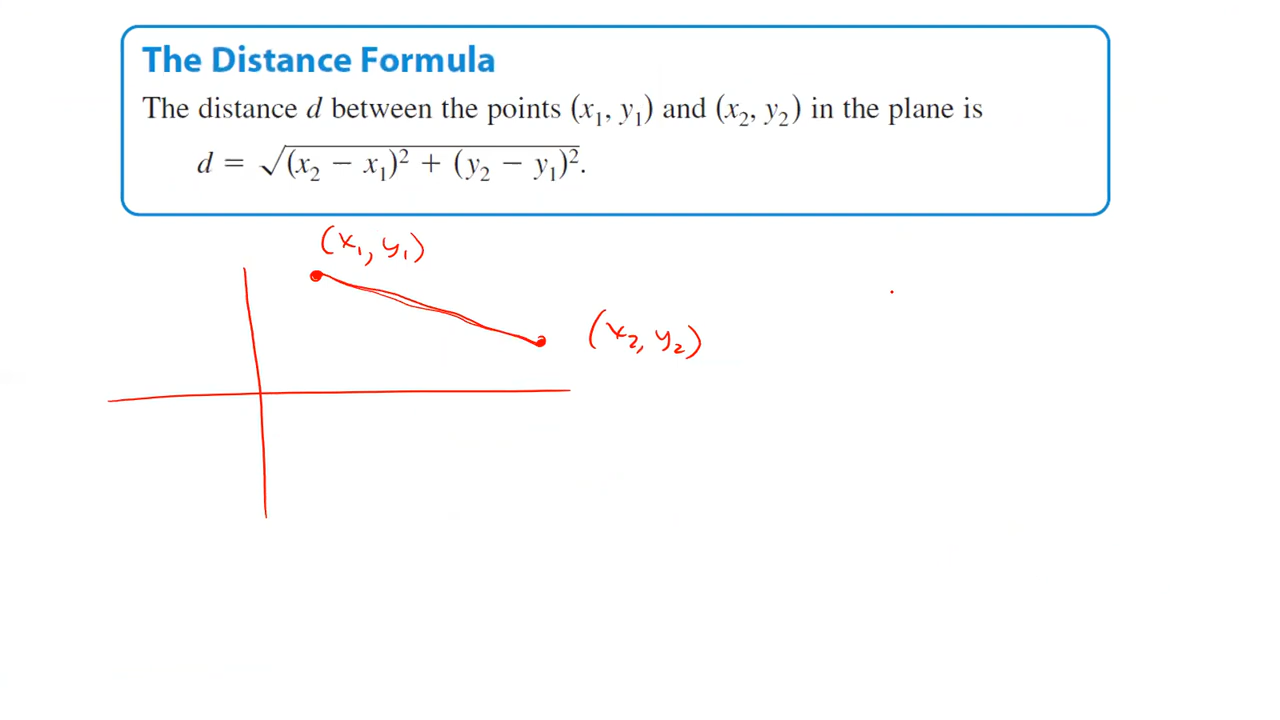 The Distance Formula
The distance d between the points (x₁, y₁) and (x₂, y₂) in the plane is
d = √(x₂ − x₁)² + (y₂ − y₁)².
(x₁, y₁)
(x₂, y₂)